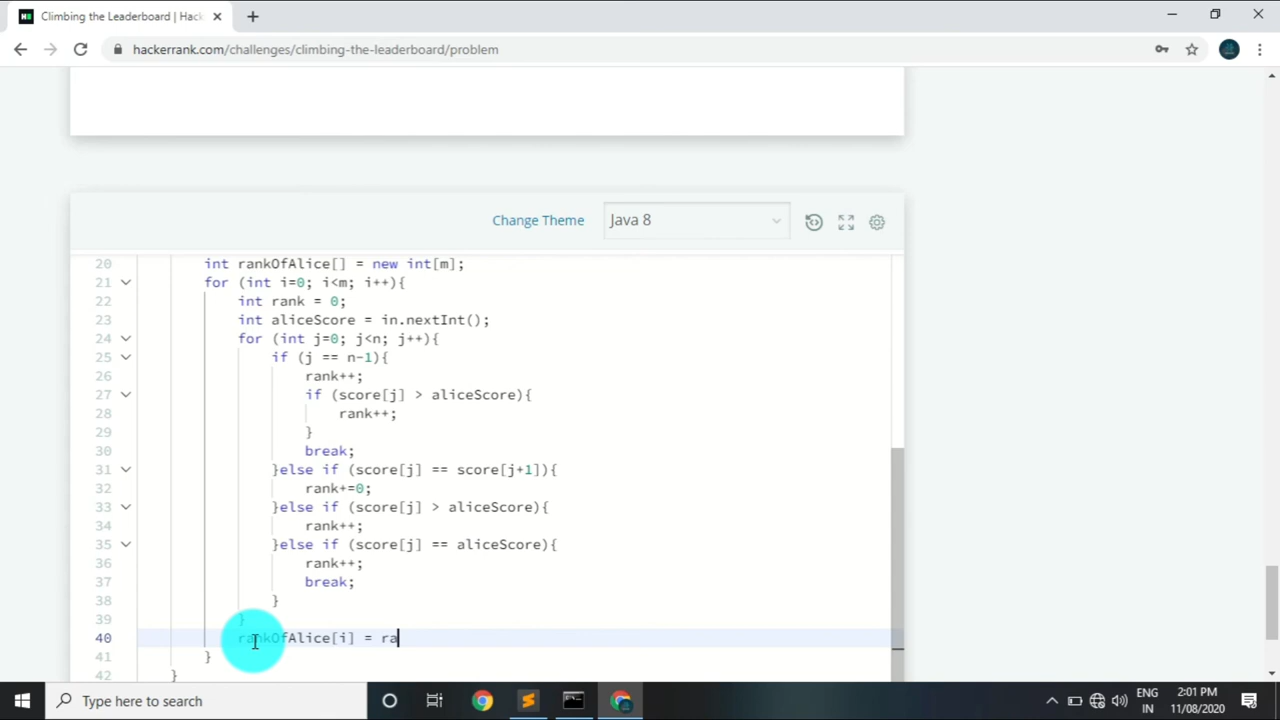 Climbing the Leaderboard | Hack
hackerrank.com/challenges/climbing-the-leaderboard/problem
Change Theme
Java 8
20 int rankOfAlice[] = new int[m];
21 for (int i=0; i<m; i++){
22 int rank = 0;
23 int aliceScore = in.nextInt();
24 for (int j=0; j<n; j++){
25 if (j == n-1){
26 rank++;
27 if (score[j] > aliceScore){
28 rank++;
29 }
30 break;
31 }else if (score[j] == score[j+1]){
32 rank+=0;
33 }else if (score[j] > aliceScore){
34 rank++;
35 }else if (score[j] == aliceScore){
36 rank++;
37 break;
38 }
39 }
40 rankOfAlice[i] = ra
41 }
42 }
Type here to search
ENG
IN
2:01 PM
11/08/2020